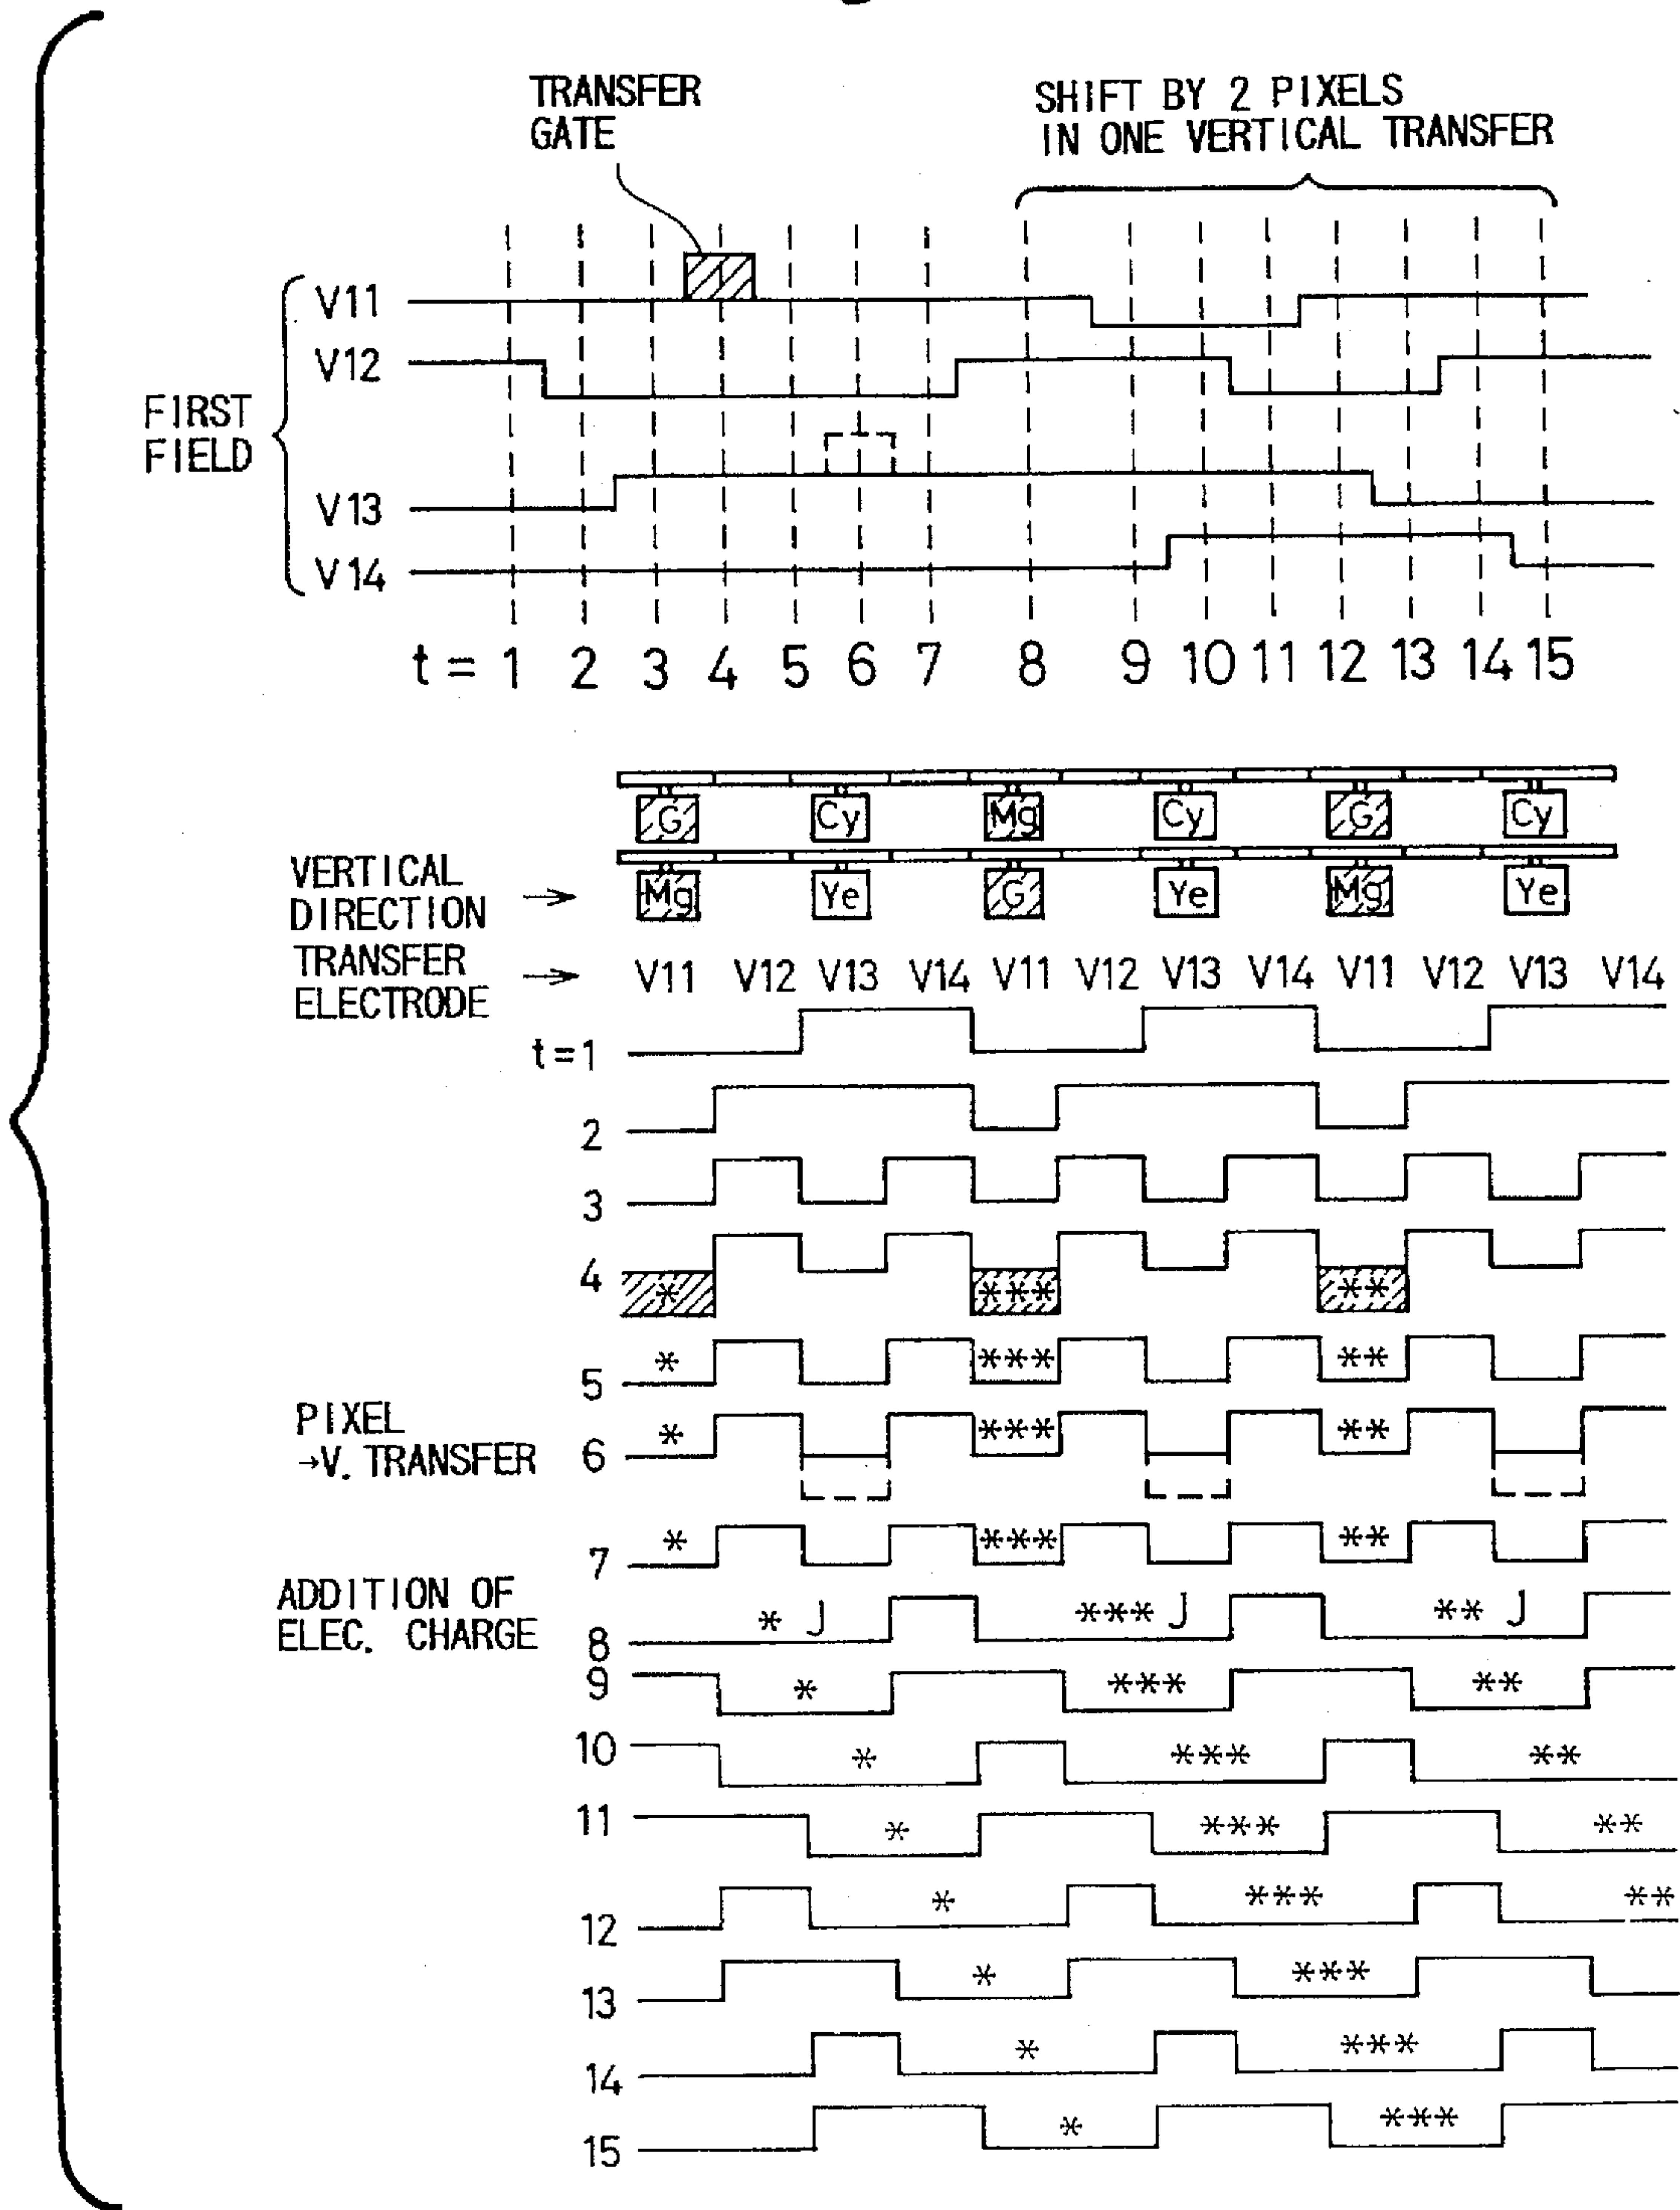 TRANSFER
GATE
SHIFT BY 2 PIXELS
IN ONE VERTICAL TRANSFER
FIRST
FIELD
V11
V12
V13
V14
t = 1 2 3 4 5 6 7 8 9 10 11 12 13 14 15
G Cy Mg Cy G Cy
VERTICAL
DIRECTION →
Mg Ye G Ye Mg Ye
TRANSFER
ELECTRODE →
V11 V12 V13 V14 V11 V12 V13 V14 V11 V12 V13 V14
t=1
2
3
4 * *** **
5 * *** **
PIXEL
→V. TRANSFER
6 * *** **
7 * *** **
ADDITION OF
ELEC. CHARGE
8 * J *** J ** J
9 * *** **
10 * *** **
11 * *** **
12 * *** **
13 * ***
14 * ***
15 * ***